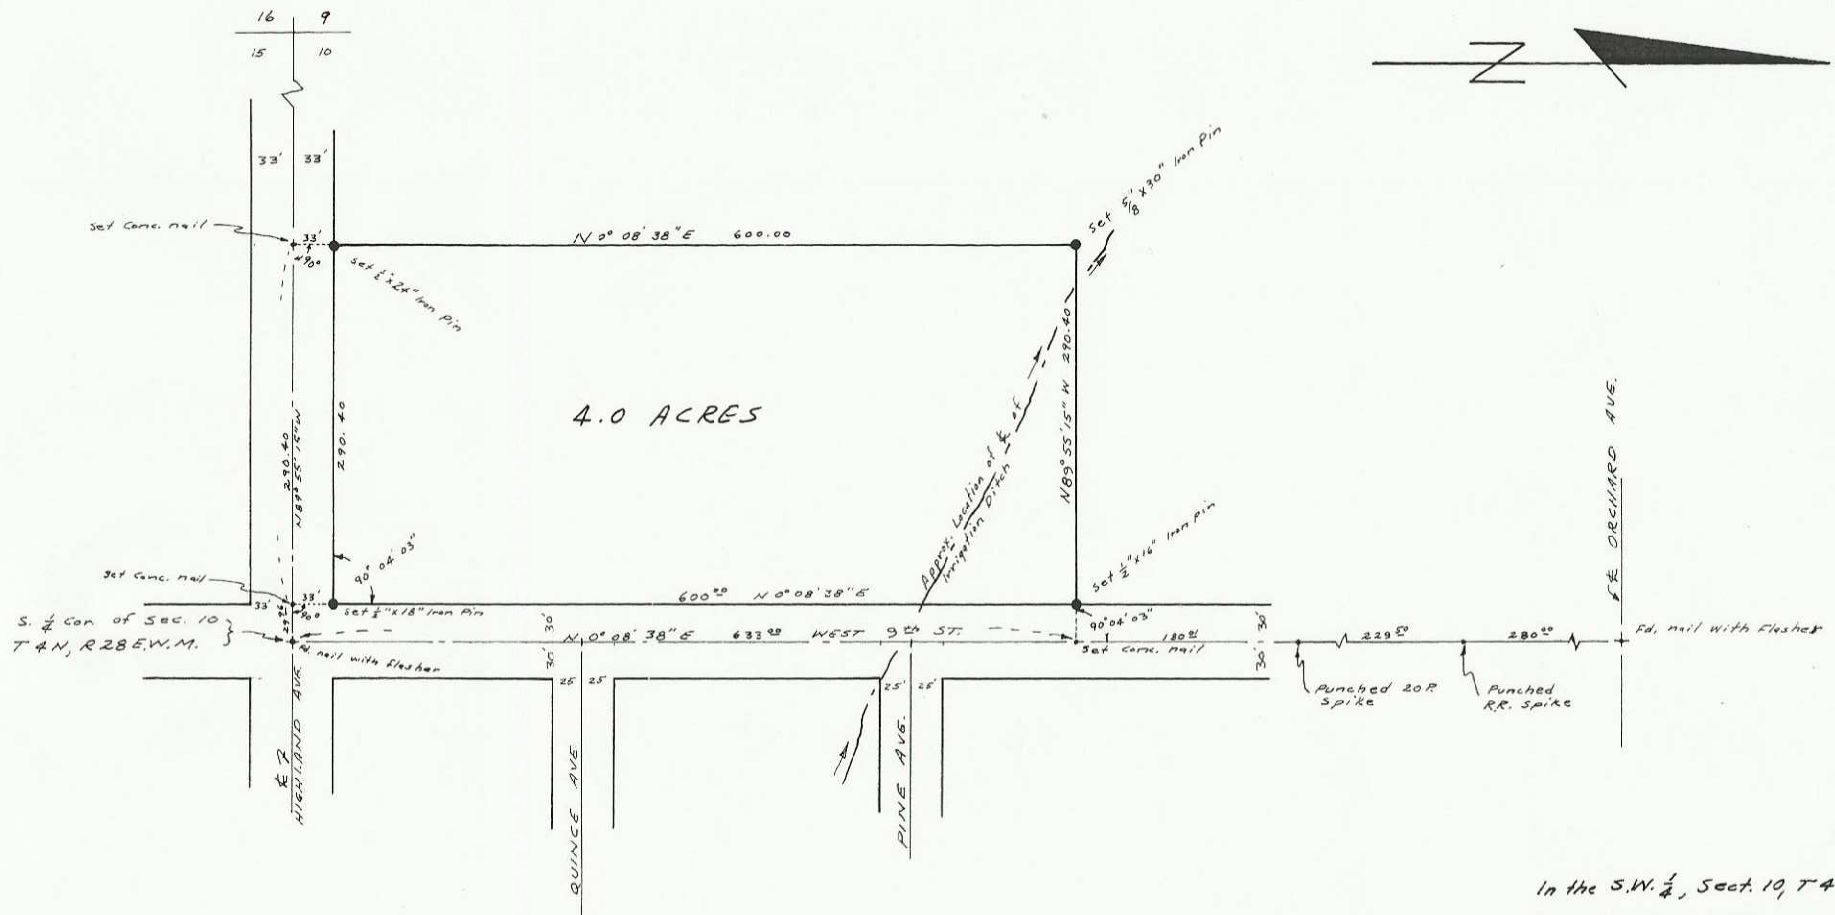 16 9
15 10
N
33' 33'
Set 5/8" x 30" Iron Pin
Set Conc. nail
33'
90°
N 0° 08' 38" E 600.00
Set ½" x 24" Iron Pin
4.0 ACRES
290.40
N89° 55' 15" W
290.40
N89° 55' 15" W 290.40
Approx. Location of ℄ of
Irrigation Ditch
℄ ORCHARD AVE.
90° 04' 03"
Set Conc. nail
33' 33'
90°
Set ½" x 18" Iron Pin
600.00 N 0° 08' 38" E
Set ½" x 16" Iron Pin
90° 04' 03"
S. ¼ Cor. of Sec. 10
T 4 N, R 28 E.W.M.
Fd. nail with flasher
30'
30'
N 0° 08' 38" E 633.00 WEST 9th ST.
Set Conc. nail
30'
30'
229.50
280.00
Fd. nail with Flasher
25 25
25' 25'
Punched
Spike
Punched
R.R. Spike
HIGHLAND AVE
QUINCE AVE
PINE AVE.
In the S.W. ¼, Sect. 10, T 4